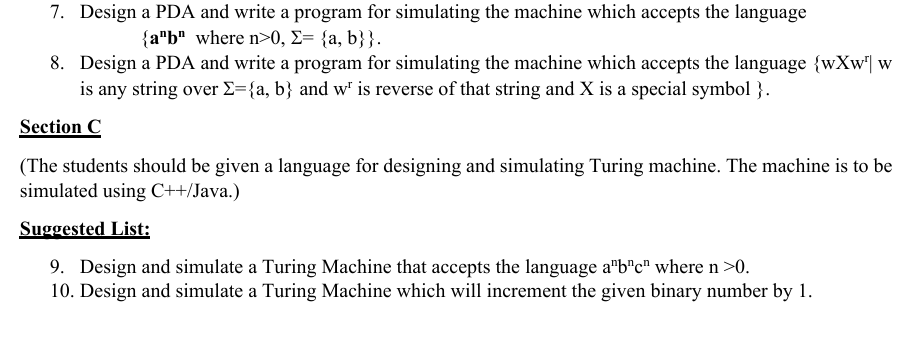 7. Design a PDA and write a program for simulating the machine which accepts the language
{aⁿbⁿ where n>0, Σ= {a, b}}.
8. Design a PDA and write a program for simulating the machine which accepts the language {wXwʳ| w
is any string over Σ={a, b} and wʳ is reverse of that string and X is a special symbol }.
Section C
(The students should be given a language for designing and simulating Turing machine. The machine is to be
simulated using C++/Java.)
Suggested List:
9. Design and simulate a Turing Machine that accepts the language aⁿbⁿcⁿ where n >0.
10. Design and simulate a Turing Machine which will increment the given binary number by 1.